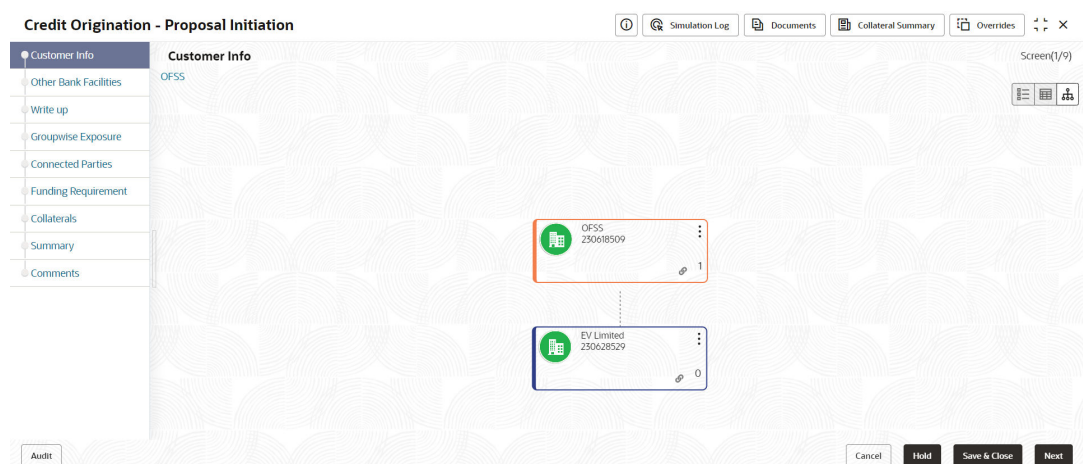 Credit Origination - Proposal Initiation
Simulation Log
Documents
Collateral Summary
Overrides
Customer Info
Other Bank Facilities
Write up
Groupwise Exposure
Connected Parties
Funding Requirement
Collaterals
Summary
Comments
Customer Info
Screen(1/9)
OFSS
OFSS
230618509
1
EV Limited
230628529
0
Audit
Cancel
Hold
Save & Close
Next